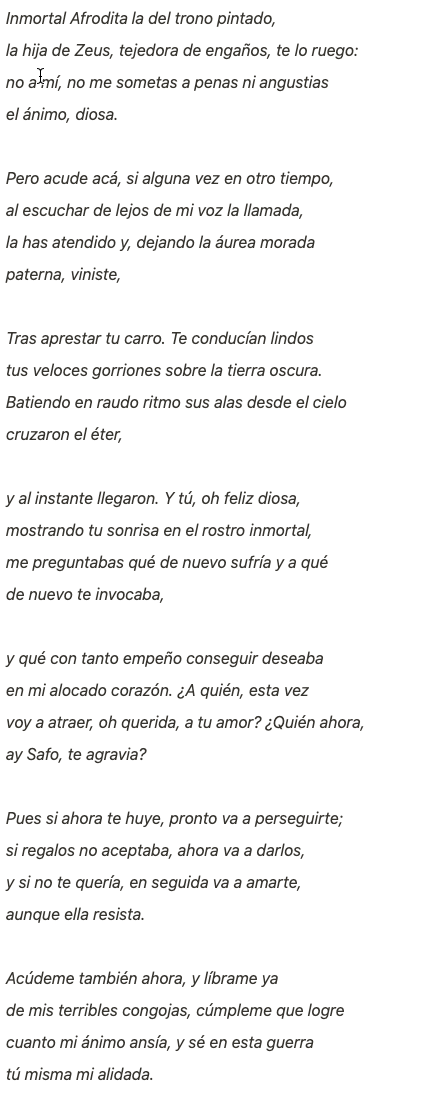 Inmortal Afrodita la del trono pintado,
la hija de Zeus, tejedora de engaños, te lo ruego:
no a mí, no me sometas a penas ni angustias
el ánimo, diosa.

Pero acude acá, si alguna vez en otro tiempo,
al escuchar de lejos de mi voz la llamada,
la has atendido y, dejando la áurea morada
paterna, viniste,

Tras aprestar tu carro. Te conducían lindos
tus veloces gorriones sobre la tierra oscura.
Batiendo en raudo ritmo sus alas desde el cielo
cruzaron el éter,

y al instante llegaron. Y tú, oh feliz diosa,
mostrando tu sonrisa en el rostro inmortal,
me preguntabas qué de nuevo sufría y a qué
de nuevo te invocaba,

y qué con tanto empeño conseguir deseaba
en mi alocado corazón. ¿A quién, esta vez
voy a atraer, oh querida, a tu amor? ¿Quién ahora,
ay Safo, te agravia?

Pues si ahora te huye, pronto va a perseguirte;
si regalos no aceptaba, ahora va a darlos,
y si no te quería, en seguida va a amarte,
aunque ella resista.

Acúdeme también ahora, y líbrame ya
de mis terribles congojas, cúmpleme que logre
cuanto mi ánimo ansía, y sé en esta guerra
tú misma mi alidada.